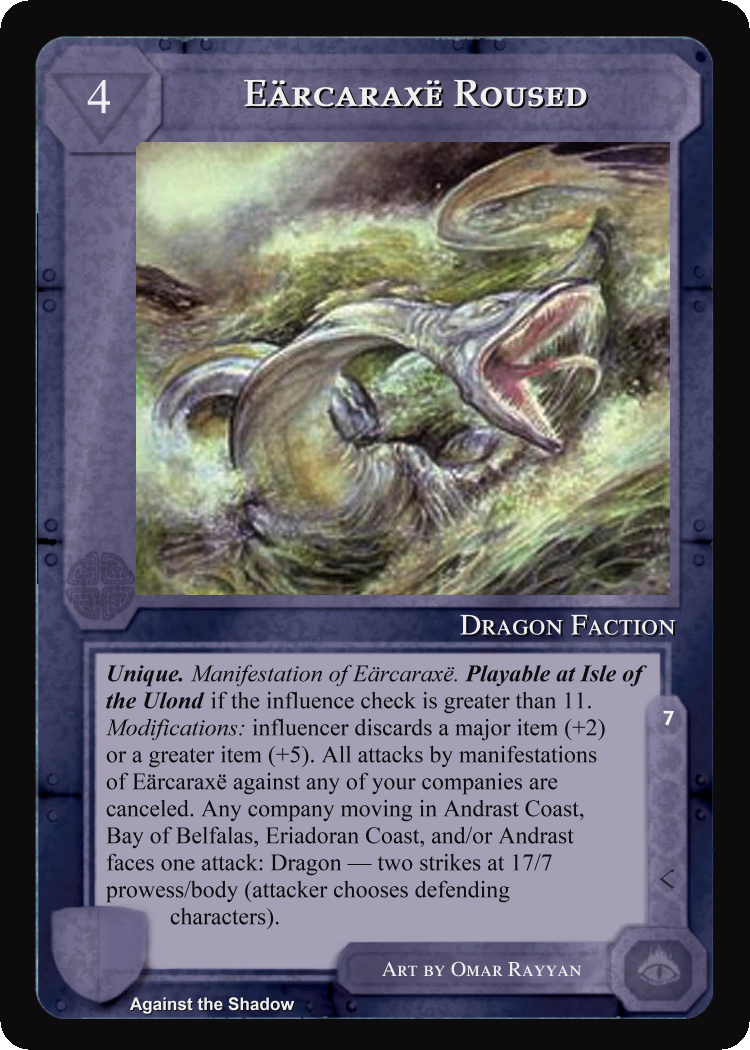 4
Eärcaraxë Roused
Dragon Faction
Unique. Manifestation of Eärcaraxë. Playable at Isle of
the Ulond if the influence check is greater than 11.
Modifications: influencer discards a major item (+2)
or a greater item (+5). All attacks by manifestations
of Eärcaraxë against any of your companies are
canceled. Any company moving in Andrast Coast,
Bay of Belfalas, Eriadoran Coast, and/or Andrast
faces one attack: Dragon — two strikes at 17/7
prowess/body (attacker chooses defending
characters).
7
Art by Omar Rayyan
Against the Shadow